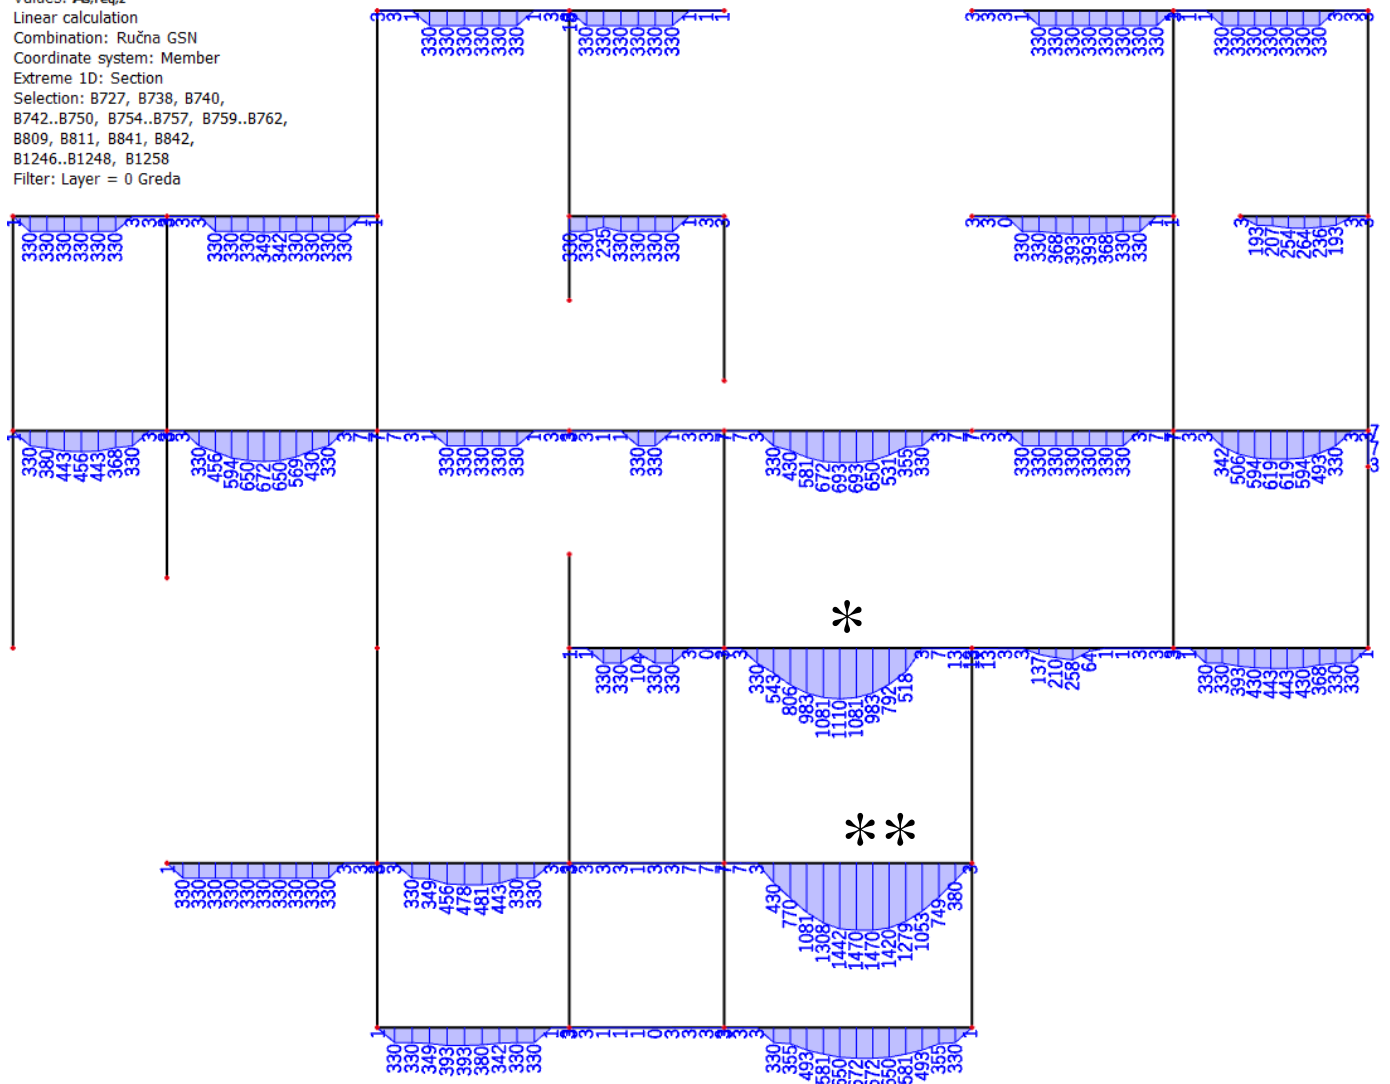 Linear calculation
Combination: Ručna GSN
Coordinate system: Member
Extreme 1D: Section
Selection: B727, B738, B740,
B742..B750, B754..B757, B759..B762,
B809, B811, B841, B842,
B1246..B1248, B1258
Filter: Layer = 0 Greda
330 330 330 330 330 330
330 330 330 330 330 330
330 330 330 330 330 330 330 330
330 330 330 330 330 330 330
330 330 330 330 330 330
330 330 330 349 342 330 330 330 330
330 330 235 330 330 330 330
330 330 368 393 393 368 330 330
193 207 254 264 236 193
330 380 443 456 443 368 330
330 456 594 650 672 650 569 430 330
330 330 330 330 330
330 330
330 430 581 672 693 693 650 531 355 330
330 330 330 330 330 330 330
342 506 594 619 619 594 493 330
*
330 330 104 330 330
330 543 806 983 1081 1110 1081 983 792 518
137 210 258 64
330 330 393 430 443 443 430 368 330 330
**
330 330 330 330 330 330 330 330 330 330
330 349 456 478 481 443 330 330
430 770 1081 1308 1442 1470 1470 1420 1279 1053 749 380
330 330 349 393 393 380 342 330 330
330 355 493 581 650 672 672 650 581 493 355 330